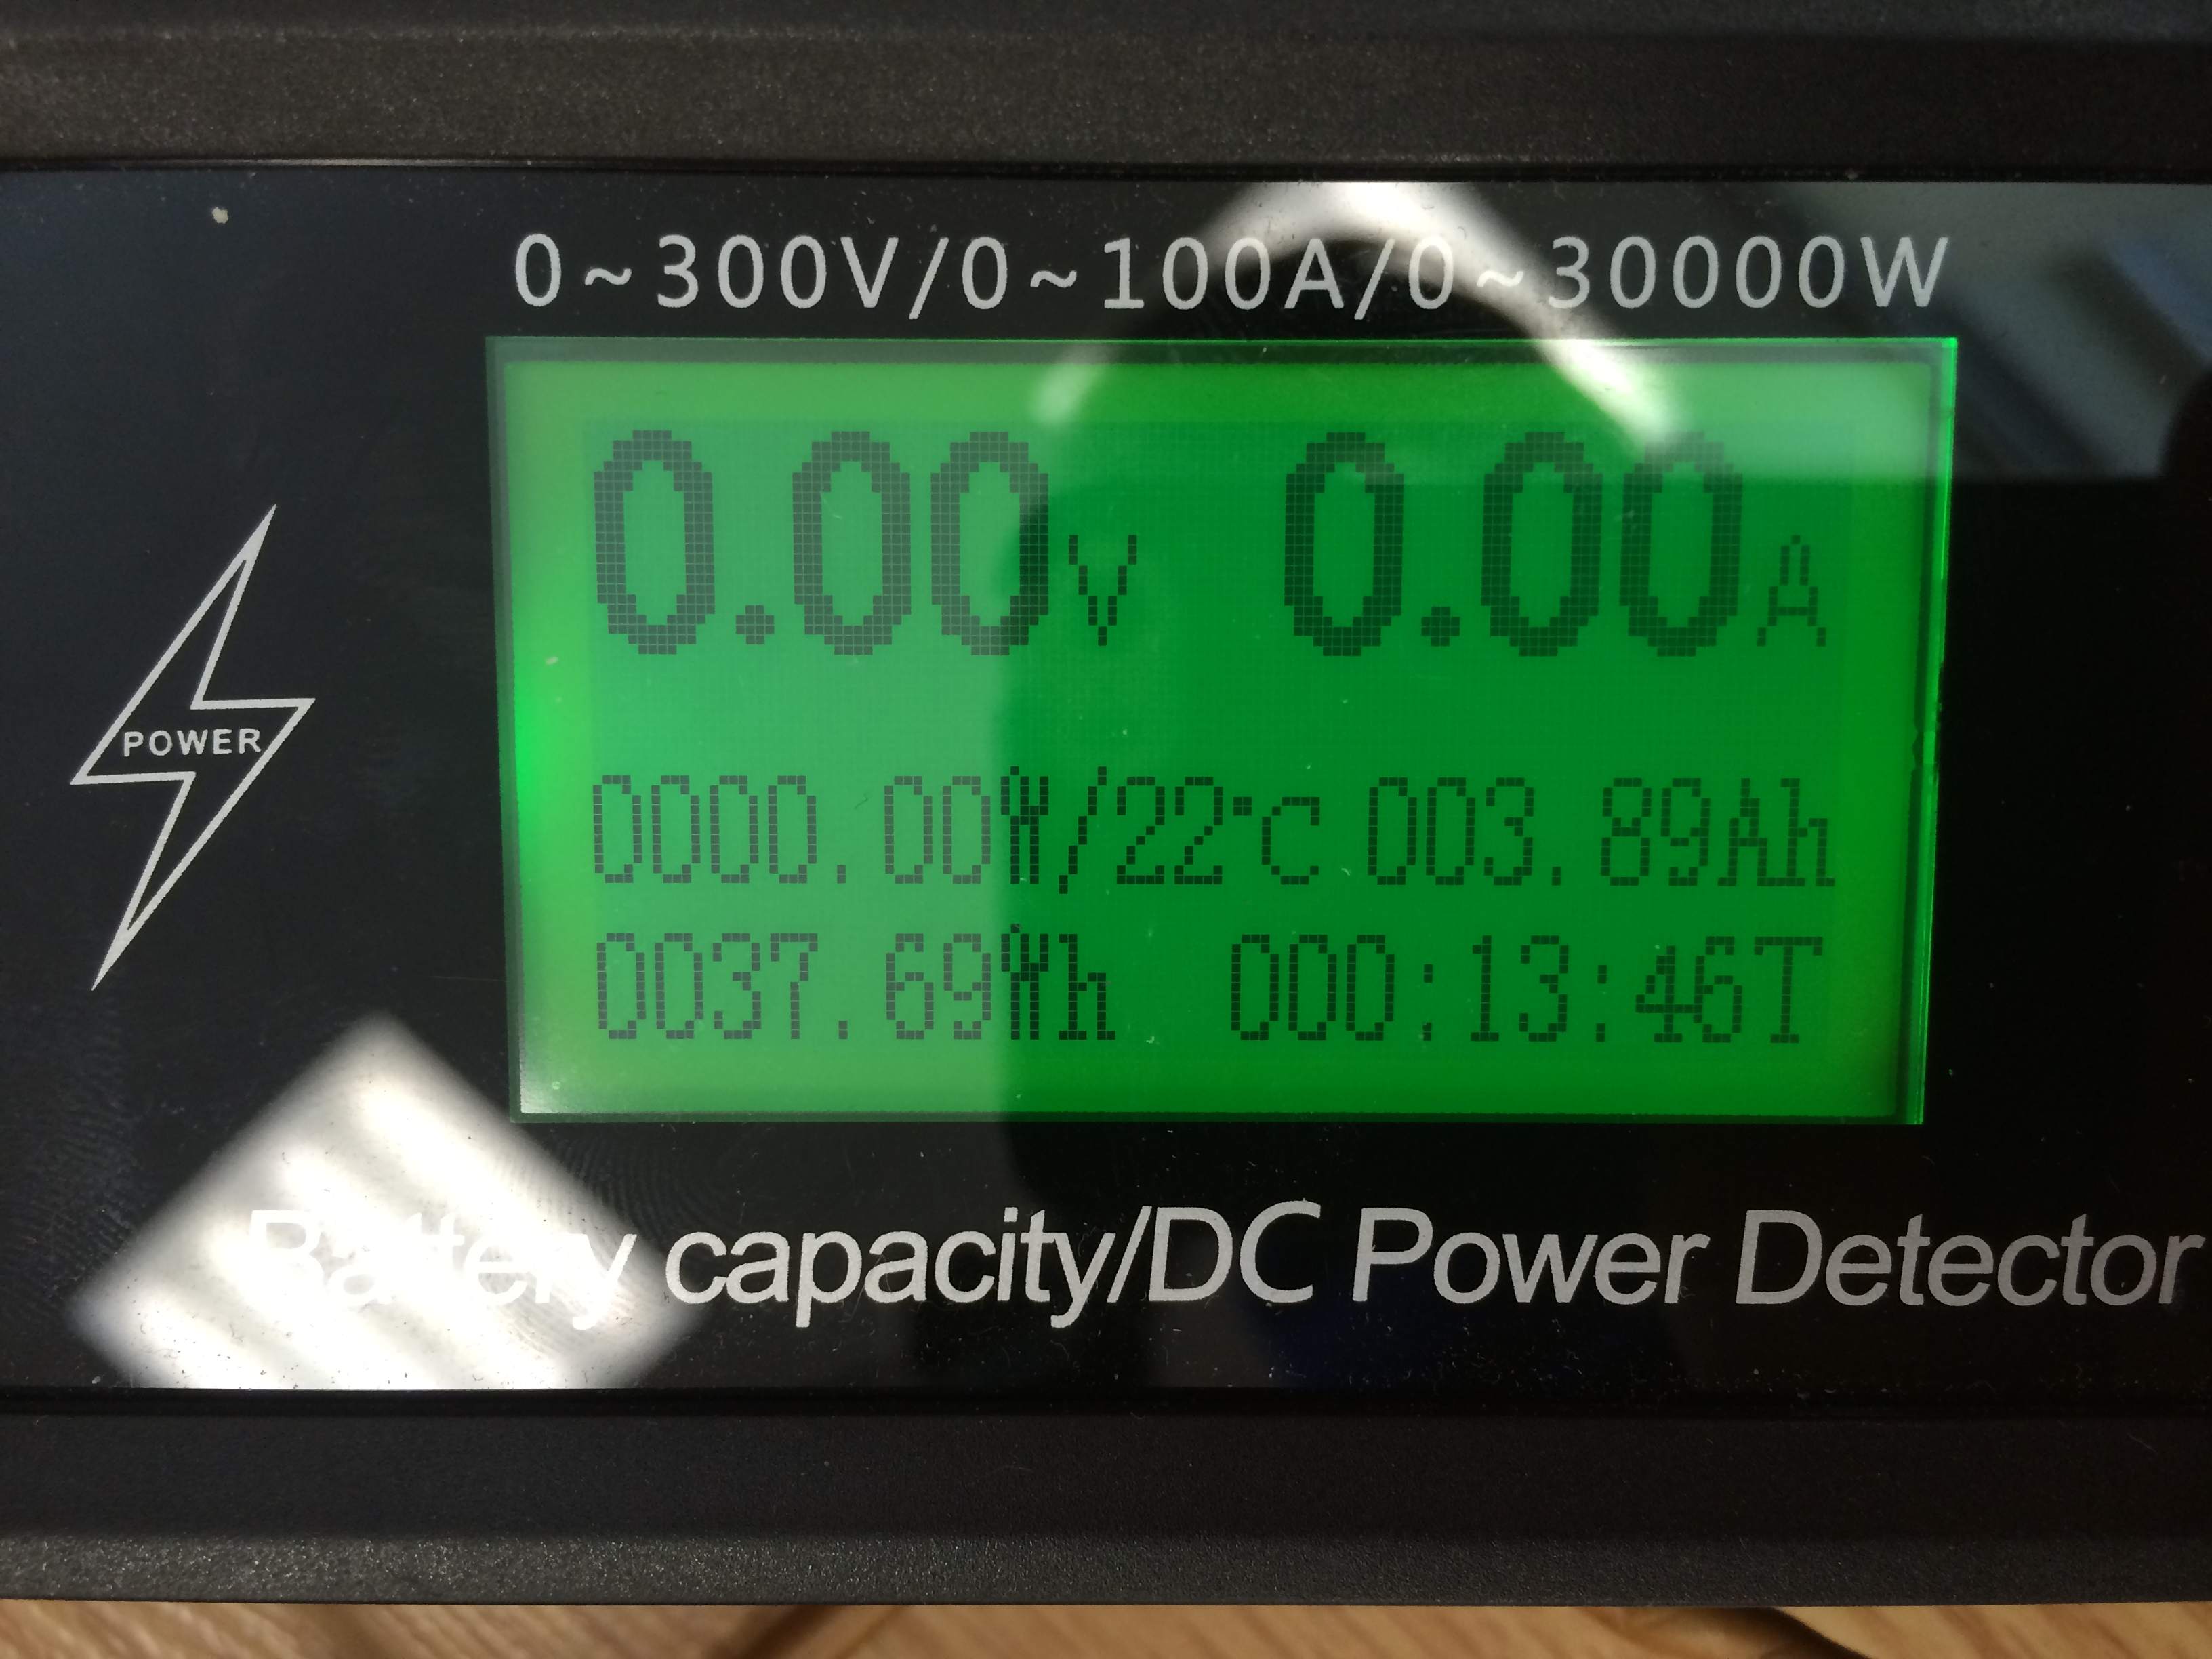 0~300V/0~100A/0~30000W
0.00V 0.00A
POWER
0000.00W/22°C 003.89Ah
0037.69Wh 000:13:46T
Battery capacity/DC Power Detector